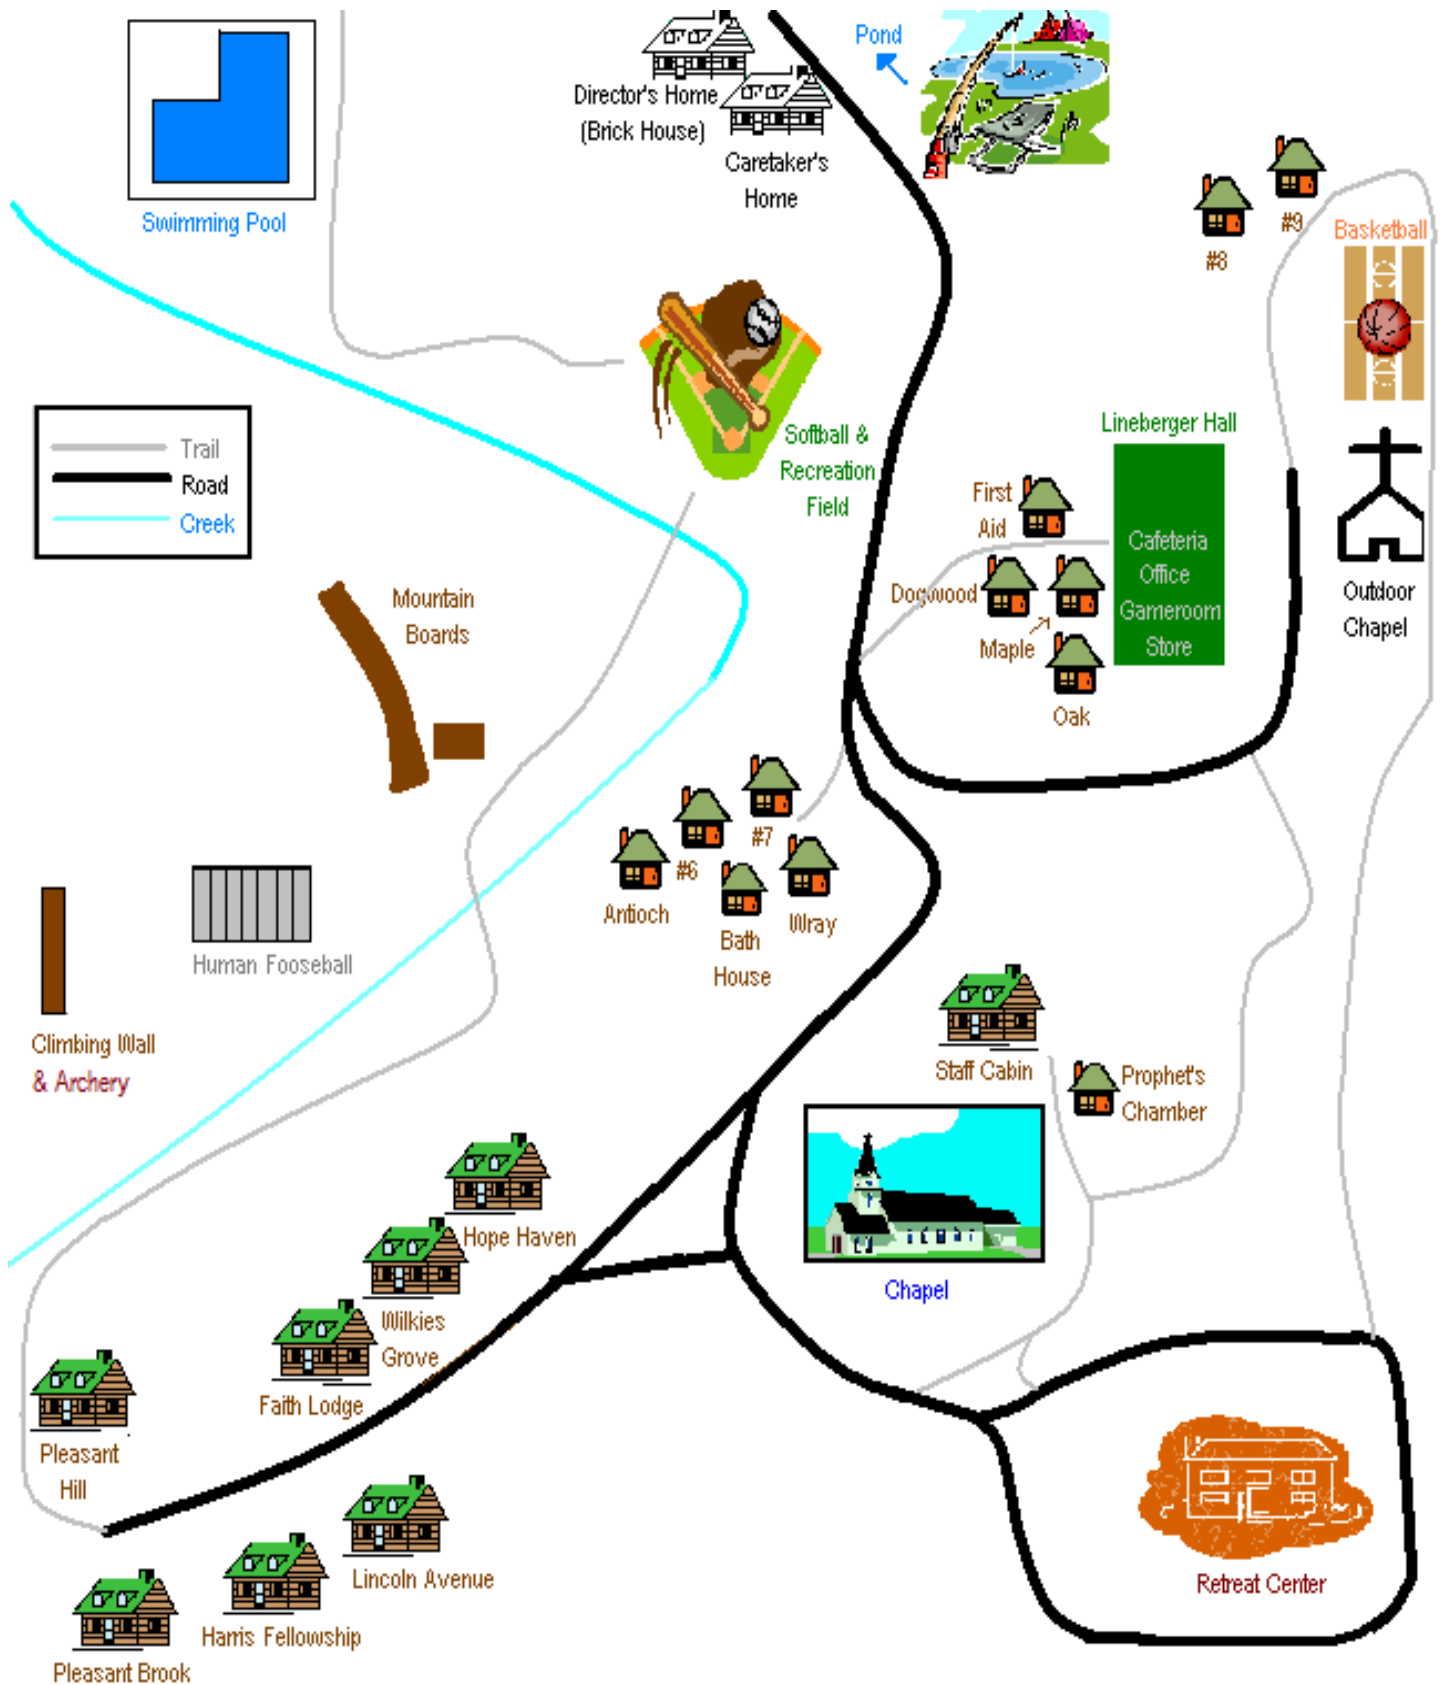 Pond
Director's Home
(Brick House)
Caretaker's
Home
Swimming Pool
#9
#8
Basketball
Trail
Road
Creek
Softball &
Recreation
Field
Lineberger Hall
First
Aid
Cafeteria
Office
Gameroom
Store
Dogwood
Maple
Oak
Outdoor
Chapel
Mountain
Boards
#7
#6
Antioch
Wray
Bath
House
Human Fooseball
Climbing Wall
& Archery
Staff Cabin
Prophet's
Chamber
Hope Haven
Chapel
Wilkies
Grove
Faith Lodge
Pleasant
Hill
Lincoln Avenue
Retreat Center
Harris Fellowship
Pleasant Brook